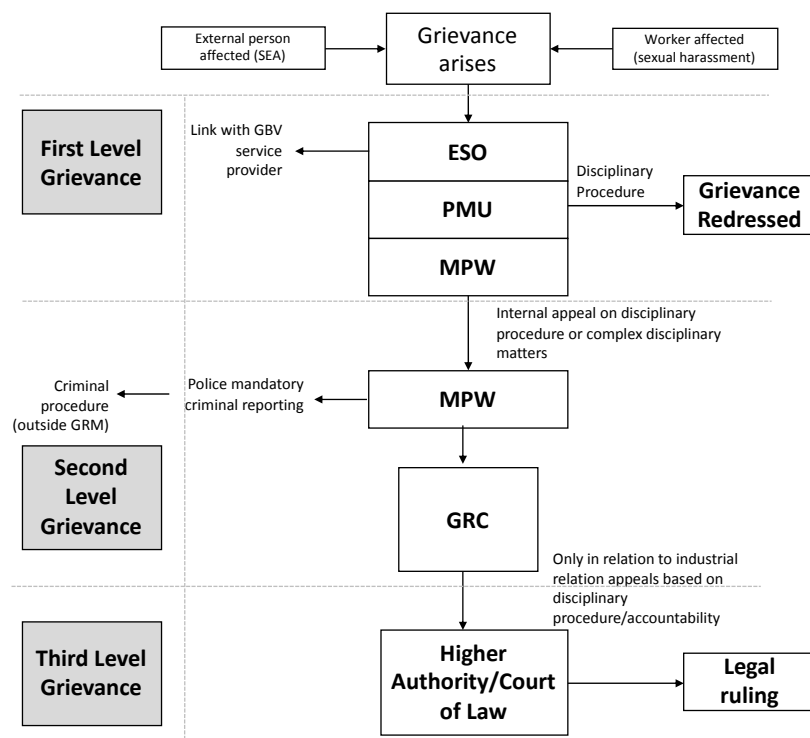 External person
affected (SEA)
Grievance
arises
Worker affected
(sexual harassment)
First Level
Grievance
Link with GBV
service
provider
ESO
PMU
MPW
Disciplinary
Procedure
Grievance
Redressed
Internal appeal on disciplinary
procedure or complex disciplinary
matters
Criminal
procedure
(outside GRM)
Police mandatory
criminal reporting
MPW
Second
Level
Grievance
GRC
Only in relation to industrial
relation appeals based on
disciplinary
procedure/accountability
Third Level
Grievance
Higher
Authority/Court
of Law
Legal
ruling